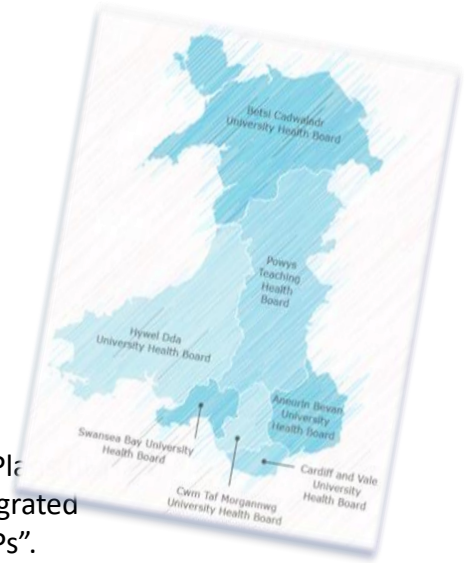 Betsi Cadwaladr
University Health Board
Powys
Teaching
Health
Board
Hywel Dda
University Health Board
Aneurin Bevan
University
Health Board
Swansea Bay University
Health Board
Cwm Taf Morgannwg
University Health Board
Cardiff and Vale
University
Health Board
grated
Ps”.